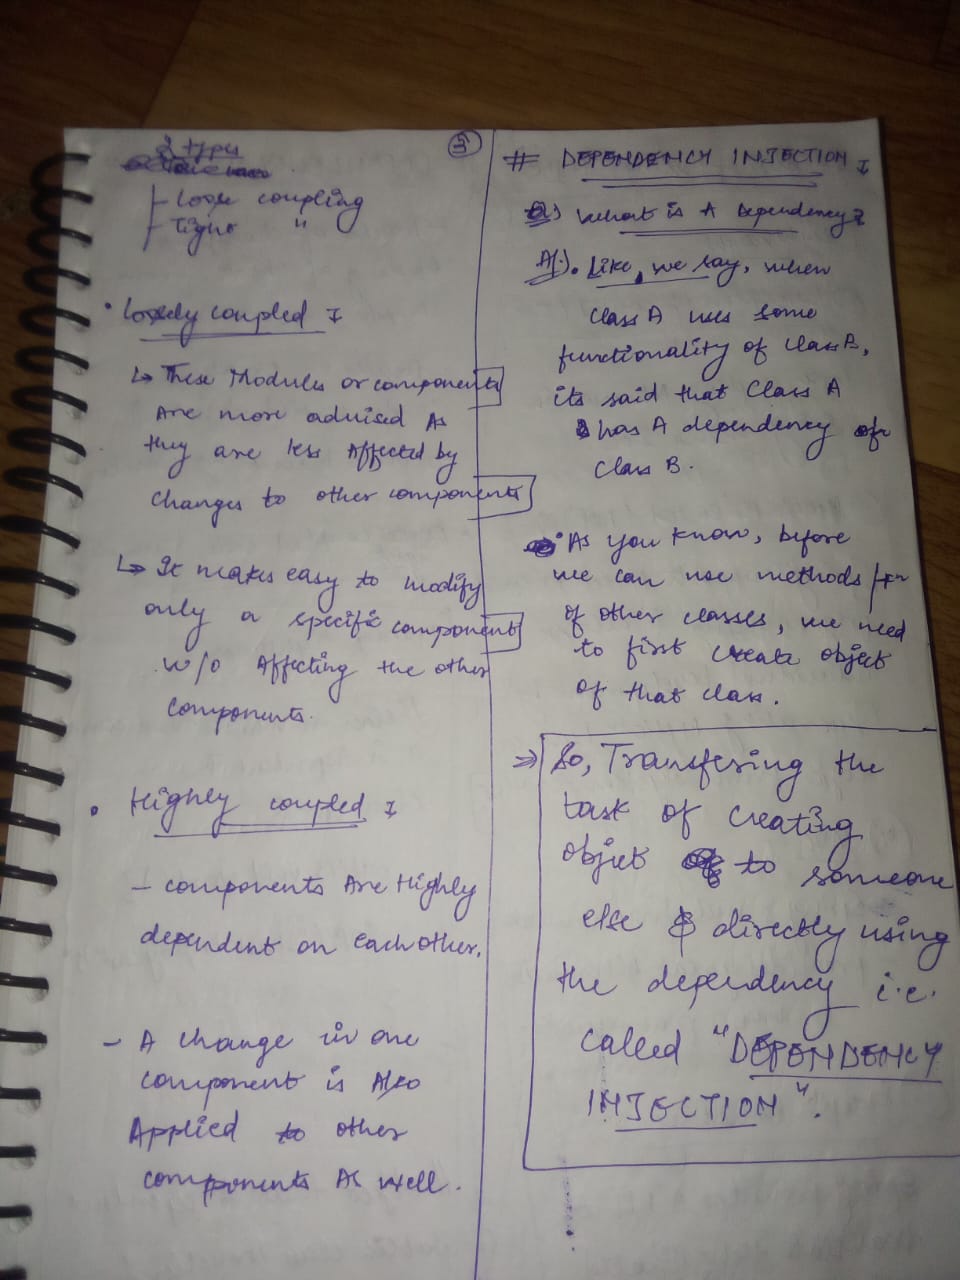 2 types
Loose coupling
Tight "
• Loosely coupled :
↳ These Modules or components
Are more advised As
they are less Affected by
changes to other components
↳ It makes easy to modify
only a specific component
w/o Affecting the other
components.
• Highly coupled :
- components Are Highly
dependent on each other.
- A change in one
component is Also
Applied to other
components As well.
3
# DEPENDENCY INJECTION :
Q) What is A Dependency?
A). Like, we say, when
class A uses some
functionality of class B,
its said that Class A
has A dependency of
Class B.
• As you know, before
we can use methods/fn
of other classes, we need
to first create object
of that class.
⇒ So, Transfering the
task of creating
object to someone
else & directly using
the dependency i.e.
called "DEPENDENCY
INJECTION".